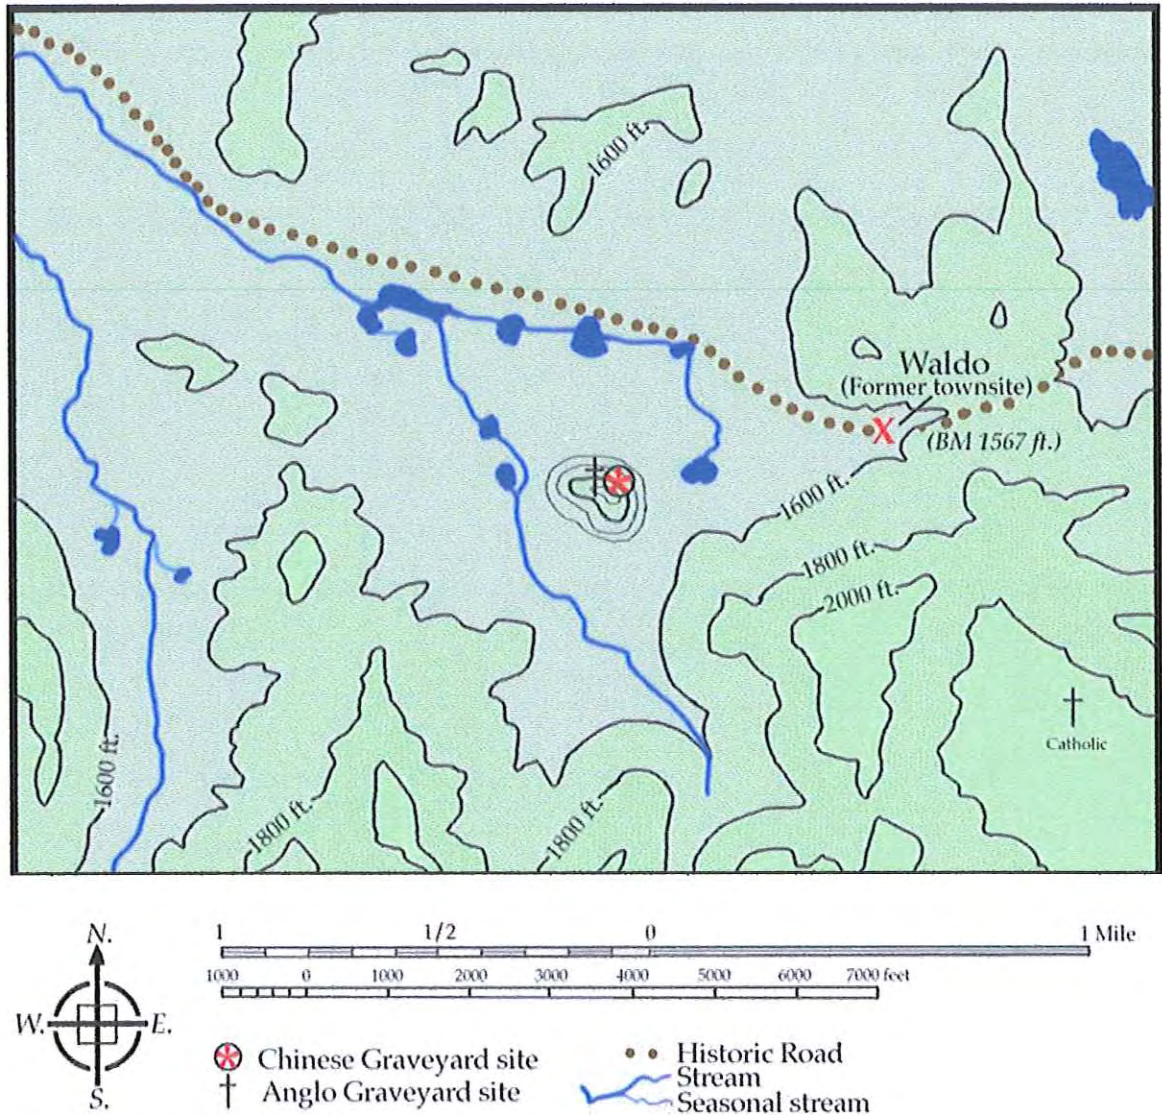 1600 ft.
Waldo
(Former townsite)
X
(BM 1567 ft.)
1600 ft.
1800 ft.
2000 ft.
Catholic
1600 ft.
1800 ft.
1800 ft.
N.
W.
E.
S.
1 1/2 0 1 Mile
1000 0 1000 2000 3000 4000 5000 6000 7000 feet
Chinese Graveyard site
Anglo Graveyard site
Historic Road
Stream
Seasonal stream